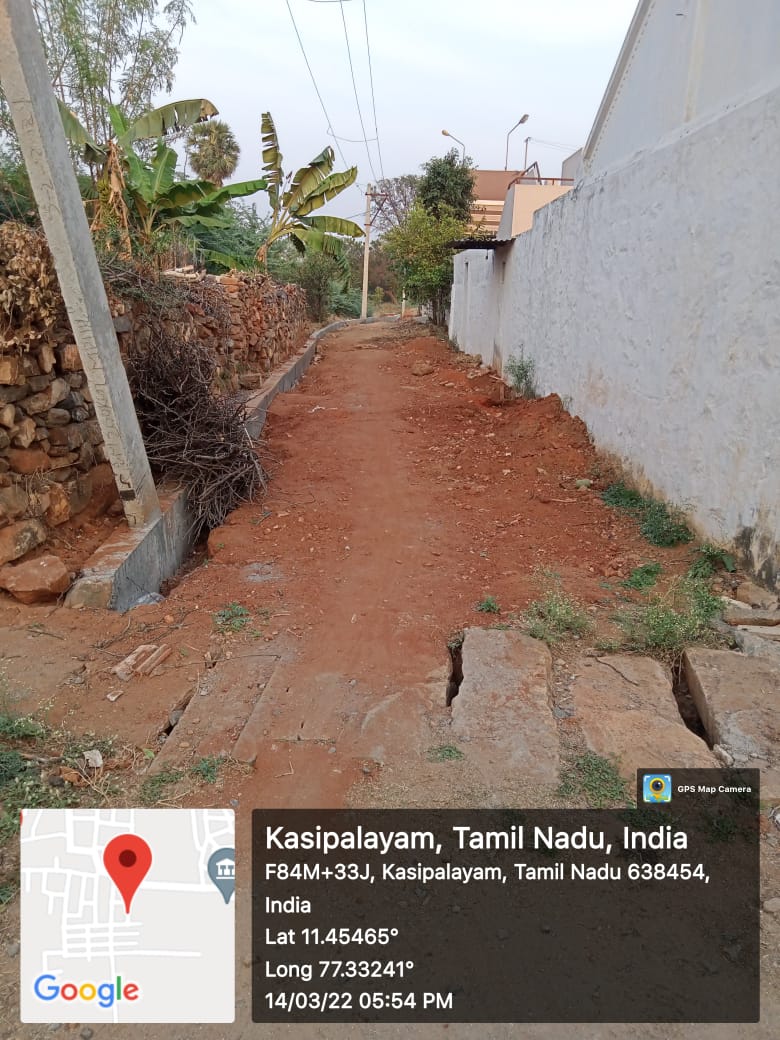 GPS Map Camera
Kasipalayam, Tamil Nadu, India
F84M+33J, Kasipalayam, Tamil Nadu 638454,
India
Lat 11.45465°
Long 77.33241°
14/03/22 05:54 PM
Google